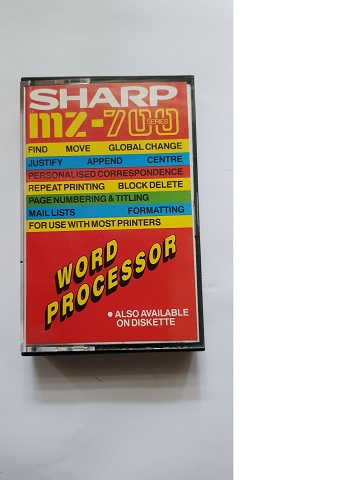 SHARP
MZ-700 SERIES
FIND MOVE GLOBAL CHANGE
JUSTIFY APPEND CENTRE
PERSONALISED CORRESPONDENCE
REPEAT PRINTING BLOCK DELETE
PAGE NUMBERING & TITLING
MAIL LISTS FORMATTING
FOR USE WITH MOST PRINTERS
WORD
PROCESSOR
• ALSO AVAILABLE
ON DISKETTE